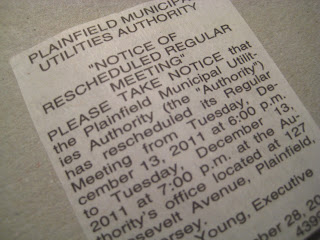 PLAINFIELD MUNICIPAL
UTILITIES AUTHORITY
"NOTICE OF
RESCHEDULED REGULAR
MEETING"
PLEASE TAKE NOTICE that
the Plainfield Municipal Utilit-
ies Authority (the "Authority")
has rescheduled its Regular
Meeting from Tuesday, De-
cember 13, 2011 at 6:00 p.m.
to Tuesday, December 13,
2011 at 7:00 p.m. at the Au-
thority's office located at 127
Roosevelt Avenue, Plainfield,
Jersey.
Young, Executive
28, 20